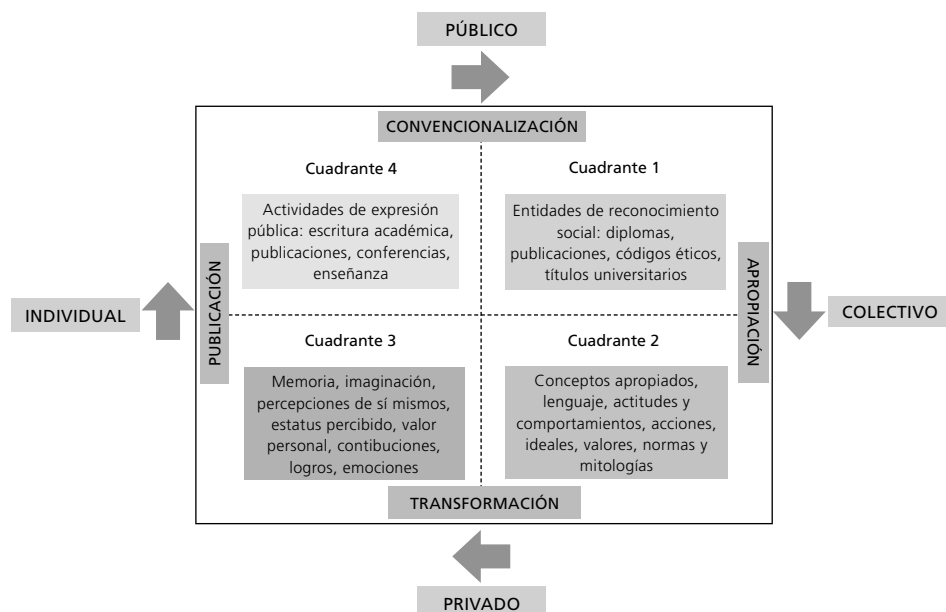 PÚBLICO
CONVENCIONALIZACIÓN
Cuadrante 4
Actividades de expresión
pública: escritura académica,
publicaciones, conferencias,
enseñanza
Cuadrante 1
Entidades de reconocimiento
social: diplomas,
publicaciones, códigos éticos,
títulos universitarios
INDIVIDUAL
PUBLICACIÓN
APROPIACIÓN
COLECTIVO
Cuadrante 3
Memoria, imaginación,
percepciones de sí mismos,
estatus percibido, valor
personal, contibuciones,
logros, emociones
Cuadrante 2
Conceptos apropiados,
lenguaje, actitudes y
comportamientos, acciones,
ideales, valores, normas y
mitologías
TRANSFORMACIÓN
PRIVADO